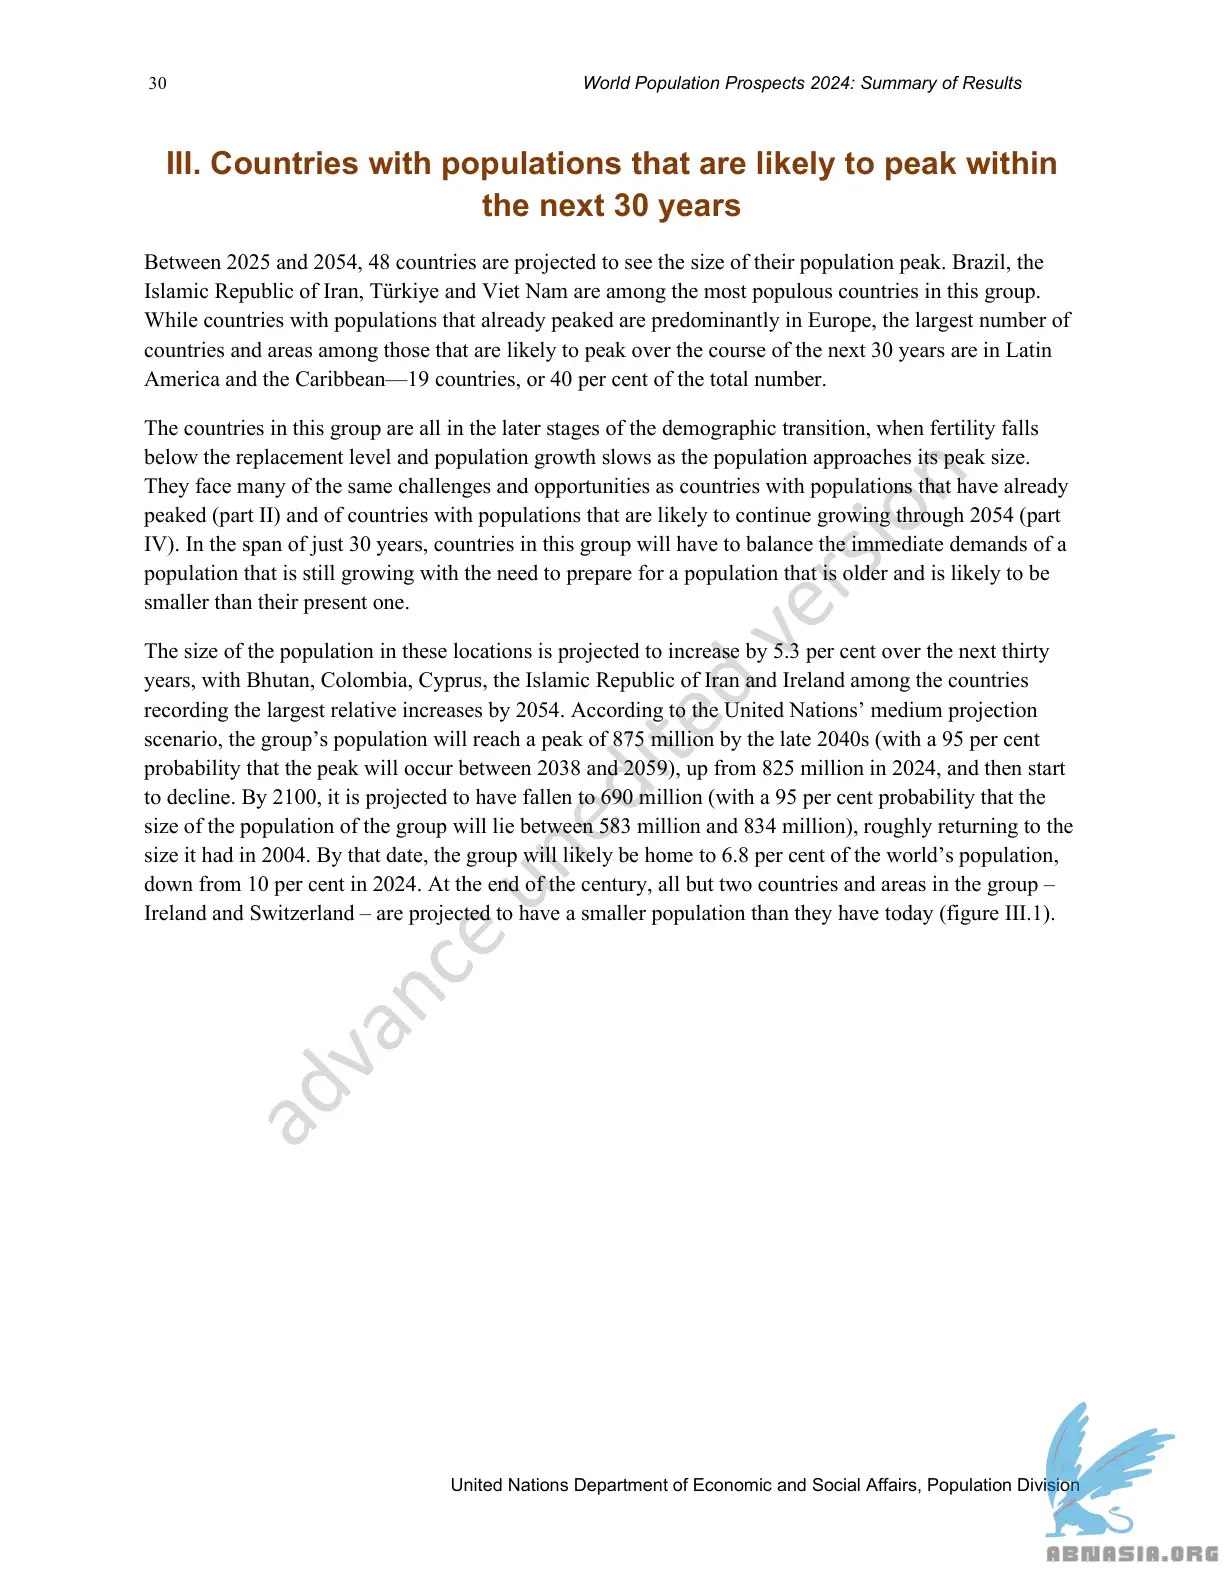 30
World Population Prospects 2024: Summary of Results
III. Countries with populations that are likely to peak within
the next 30 years
Between 2025 and 2054, 48 countries are projected to see the size of their population peak. Brazil, the
Islamic Republic of Iran, Türkiye and Viet Nam are among the most populous countries in this group.
While countries with populations that already peaked are predominantly in Europe, the largest number of
countries and areas among those that are likely to peak over the course of the next 30 years are in Latin
America and the Caribbean—19 countries, or 40 per cent of the total number.
The countries in this group are all in the later stages of the demographic transition, when fertility falls
below the replacement level and population growth slows as the population approaches its peak size.
They face many of the same challenges and opportunities as countries with populations that have already
peaked (part II) and of countries with populations that are likely to continue growing through 2054 (part
IV). In the span of just 30 years, countries in this group will have to balance the immediate demands of a
population that is still growing with the need to prepare for a population that is older and is likely to be
smaller than their present one.
The size of the population in these locations is projected to increase by 5.3 per cent over the next thirty
years, with Bhutan, Colombia, Cyprus, the Islamic Republic of Iran and Ireland among the countries
recording the largest relative increases by 2054. According to the United Nations’ medium projection
scenario, the group’s population will reach a peak of 875 million by the late 2040s (with a 95 per cent
probability that the peak will occur between 2038 and 2059), up from 825 million in 2024, and then start
to decline. By 2100, it is projected to have fallen to 690 million (with a 95 per cent probability that the
size of the population of the group will lie between 583 million and 834 million), roughly returning to the
size it had in 2004. By that date, the group will likely be home to 6.8 per cent of the world’s population,
down from 10 per cent in 2024. At the end of the century, all but two countries and areas in the group –
Ireland and Switzerland – are projected to have a smaller population than they have today (figure III.1).
advance unedited version
United Nations Department of Economic and Social Affairs, Population Division
ABNASIA.ORG